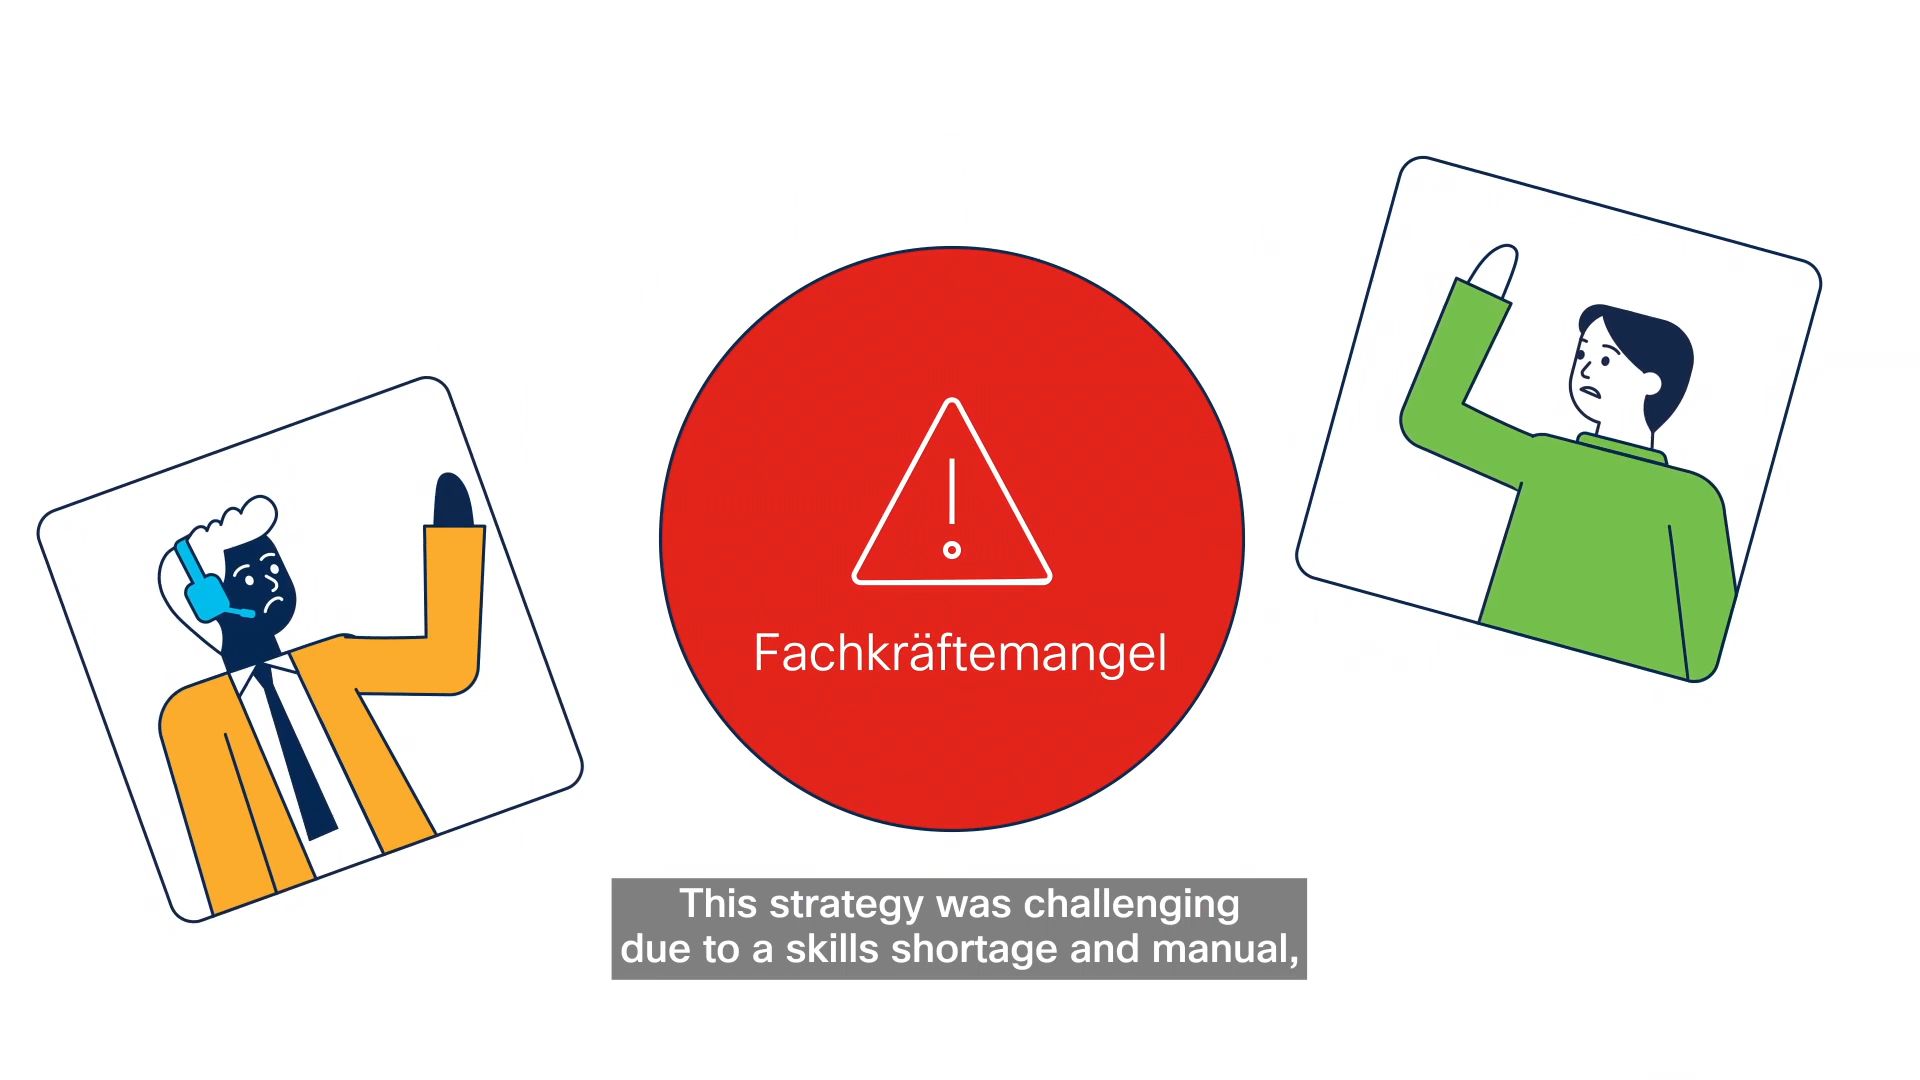 Fachkräftemangel
This strategy was challenging
due to a skills shortage and manual,